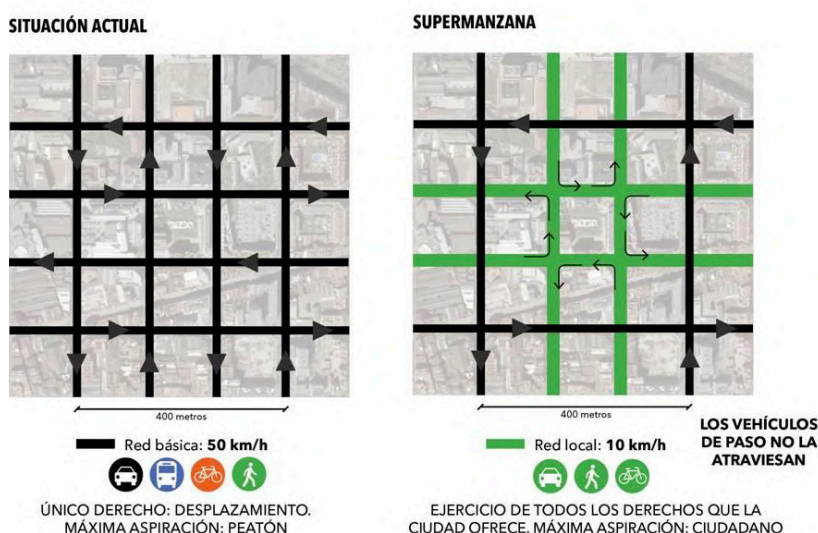 SITUACIÓN ACTUAL
400 metros
Red básica: 50 km/h
ÚNICO DERECHO: DESPLAZAMIENTO.
MÁXIMA ASPIRACIÓN: PEATÓN
SUPERMANZANA
400 metros
Red local: 10 km/h
LOS VEHÍCULOS
DE PASO NO LA
ATRAVIESAN
EJERCICIO DE TODOS LOS DERECHOS QUE LA
CIUDAD OFRECE. MÁXIMA ASPIRACIÓN: CIUDADANO